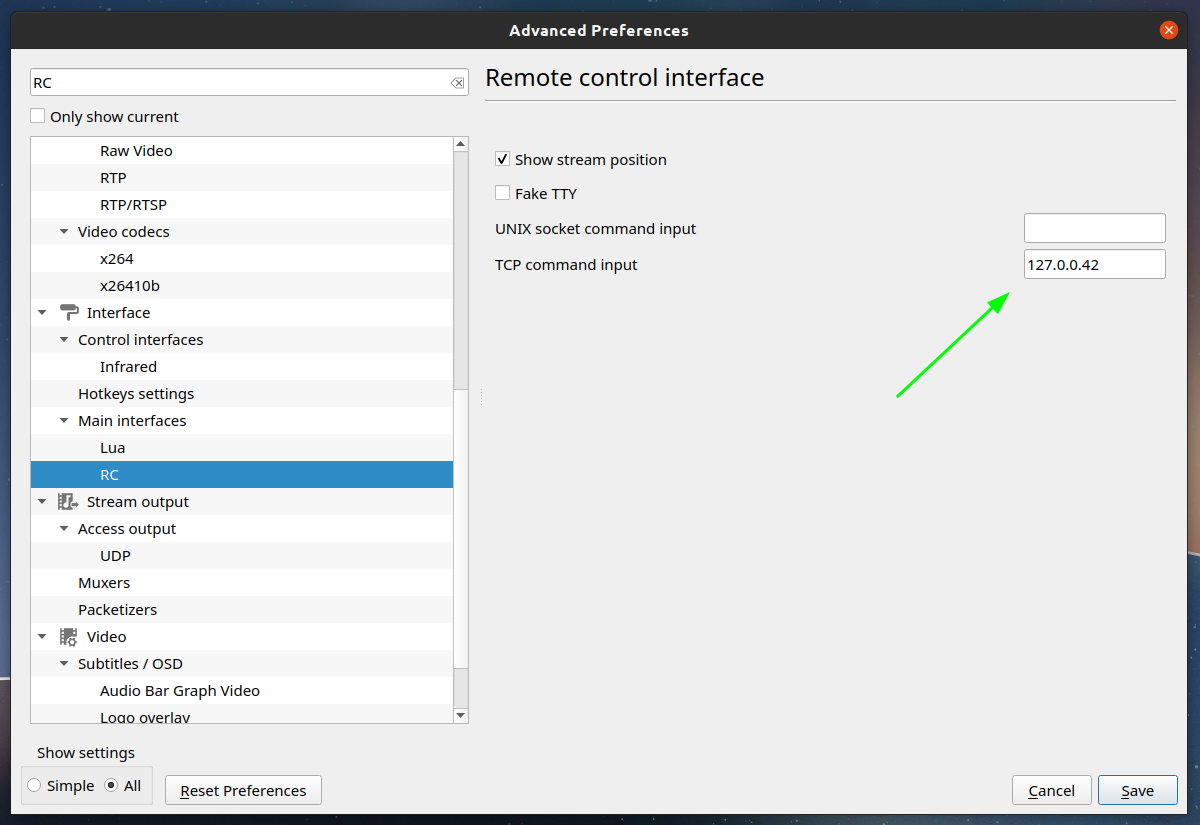 Advanced Preferences
RC
Only show current
Raw Video
RTP
RTP/RTSP
Video codecs
x264
x26410b
Interface
Control interfaces
Infrared
Hotkeys settings
Main interfaces
Lua
RC
Stream output
Access output
UDP
Muxers
Packetizers
Video
Subtitles / OSD
Audio Bar Graph Video
Logo overlay
Show settings
Simple
All
Reset Preferences
Remote control interface
Show stream position
Fake TTY
UNIX socket command input
TCP command input 127.0.0.42
Cancel
Save